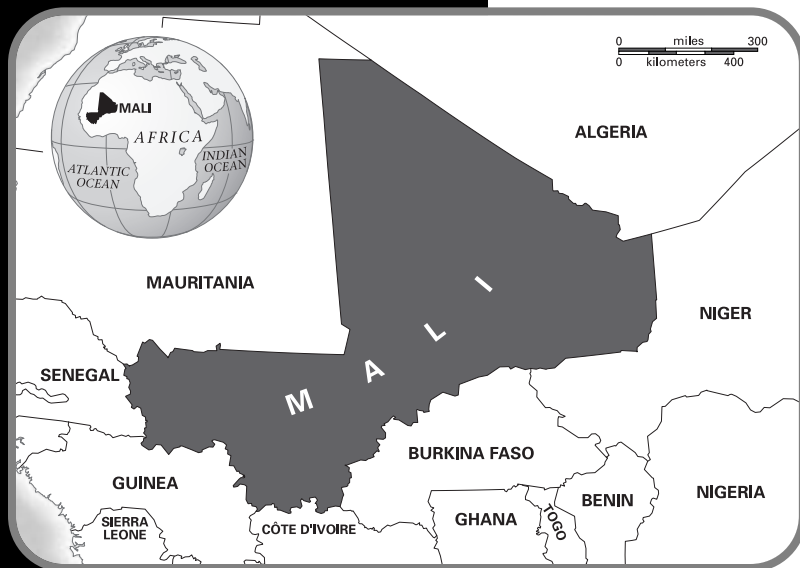 0 miles 300
0 kilometers 400
MALI
AFRICA
ATLANTIC
OCEAN
INDIAN
OCEAN
ALGERIA
MAURITANIA
MALI
NIGER
SENEGAL
BURKINA FASO
GUINEA
NIGERIA
BENIN
TOGO
GHANA
SIERRA
LEONE
CÔTE D'IVOIRE